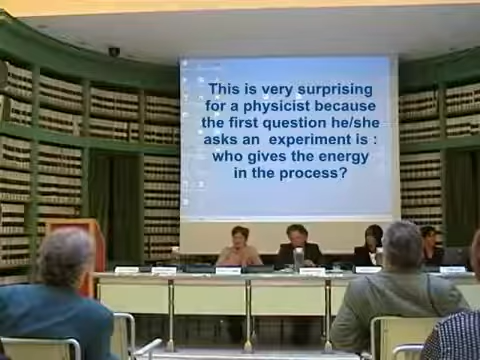 This is very surprising
for a physicist because
the first question he/she
asks an  experiment is :
who gives the energy
in the process?